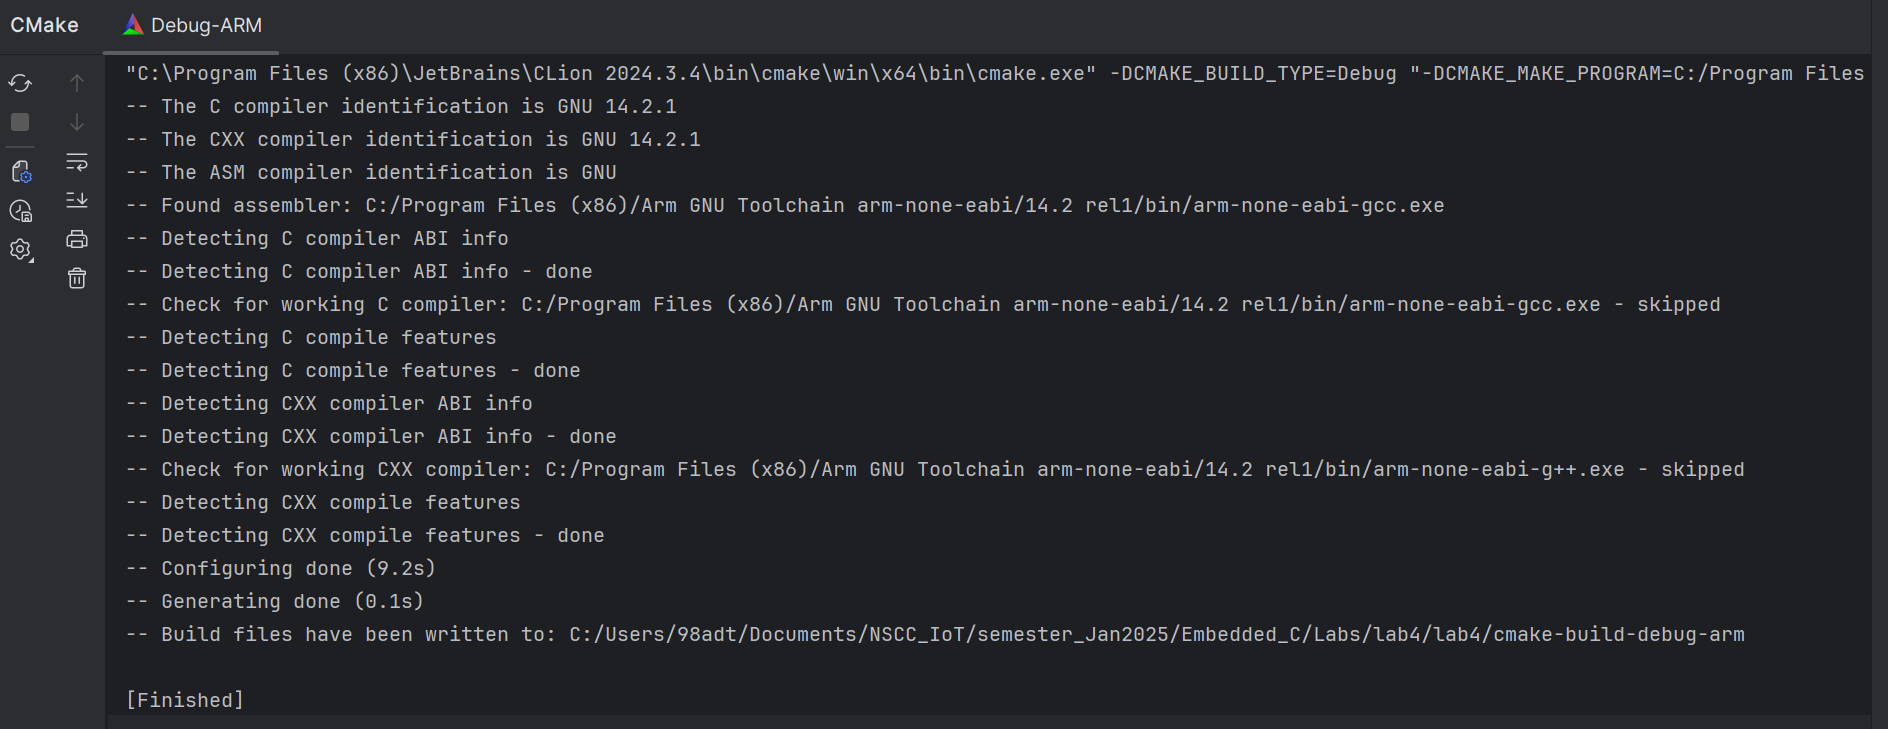 CMake
Debug-ARM
"C:\Program Files (x86)\JetBrains\CLion 2024.3.4\bin\cmake\win\x64\bin\cmake.exe" -DCMAKE_BUILD_TYPE=Debug "-DCMAKE_MAKE_PROGRAM=C:/Program Files
-- The C compiler identification is GNU 14.2.1
-- The CXX compiler identification is GNU 14.2.1
-- The ASM compiler identification is GNU
-- Found assembler: C:/Program Files (x86)/Arm GNU Toolchain arm-none-eabi/14.2 rel1/bin/arm-none-eabi-gcc.exe
-- Detecting C compiler ABI info
-- Detecting C compiler ABI info - done
-- Check for working C compiler: C:/Program Files (x86)/Arm GNU Toolchain arm-none-eabi/14.2 rel1/bin/arm-none-eabi-gcc.exe - skipped
-- Detecting C compile features
-- Detecting C compile features - done
-- Detecting CXX compiler ABI info
-- Detecting CXX compiler ABI info - done
-- Check for working CXX compiler: C:/Program Files (x86)/Arm GNU Toolchain arm-none-eabi/14.2 rel1/bin/arm-none-eabi-g++.exe - skipped
-- Detecting CXX compile features
-- Detecting CXX compile features - done
-- Configuring done (9.2s)
-- Generating done (0.1s)
-- Build files have been written to: C:/Users/98adt/Documents/NSCC_IoT/semester_Jan2025/Embedded_C/Labs/lab4/lab4/cmake-build-debug-arm
[Finished]